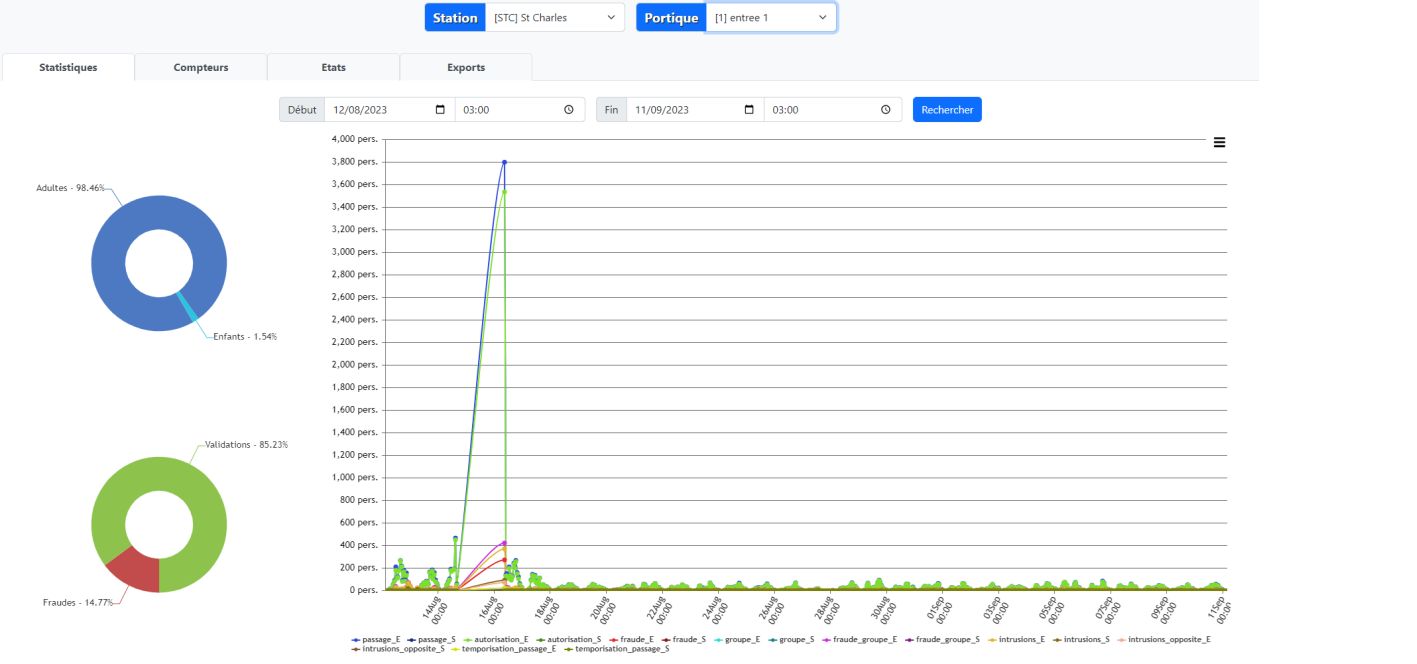 Station [STC] St Charles Portique [1] entree 1
Statistiques Compteurs Etats Exports
Début 12/08/2023 03:00 Fin 11/09/2023 03:00 Rechercher
Adultes - 98.46%
Enfants - 1.54%
Validations - 85.23%
Fraudes - 14.77%
4,000 pers.
3,800 pers.
3,600 pers.
3,400 pers.
3,200 pers.
3,000 pers.
2,800 pers.
2,600 pers.
2,400 pers.
2,200 pers.
2,000 pers.
1,800 pers.
1,600 pers.
1,400 pers.
1,200 pers.
1,000 pers.
800 pers.
600 pers.
400 pers.
200 pers.
0 pers.
14Aug 00:00
16Aug 00:00
18Aug 00:00
20Aug 00:00
22Aug 00:00
24Aug 00:00
26Aug 00:00
28Aug 00:00
30Aug 00:00
01Sep 00:00
03Sep 00:00
05Sep 00:00
07Sep 00:00
09Sep 00:00
11Sep 00:00
passage_E passage_S autorisation_E autorisation_S fraude_E fraude_S groupe_E groupe_S fraude_groupe_E fraude_groupe_S intrusions_E intrusions_S intrusions_opposite_E
intrusions_opposite_S temporisation_passage_E temporisation_passage_S